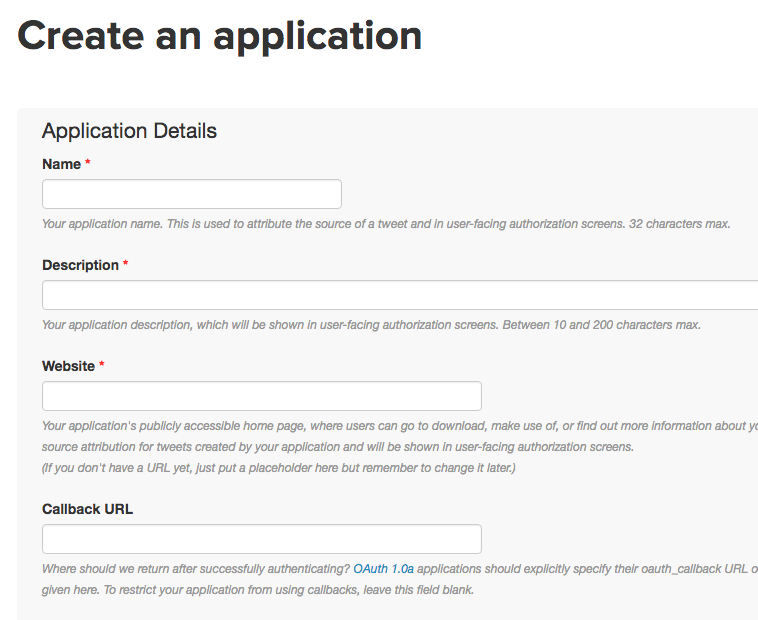 Create an application
Application Details
Name *
Your application name. This is used to attribute the source of a tweet and in user-facing authorization screens. 32 characters max.
Description *
Your application description, which will be shown in user-facing authorization screens. Between 10 and 200 characters max.
Website *
Your application's publicly accessible home page, where users can go to download, make use of, or find out more information about
source attribution for tweets created by your application and will be shown in user-facing authorization screens.
(If you don't have a URL yet, just put a placeholder here but remember to change it later.)
Callback URL
Where should we return after successfully authenticating? OAuth 1.0a applications should explicitly specify their oauth_callback URL
given here. To restrict your application from using callbacks, leave this field blank.